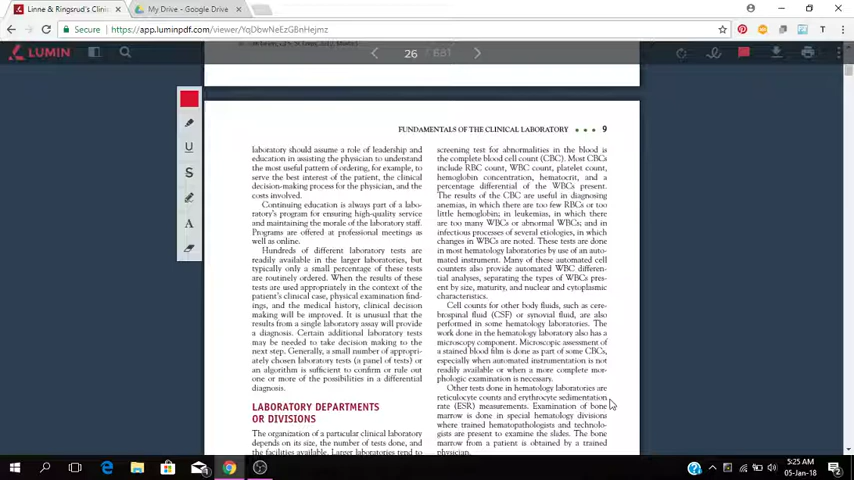 Linne & Ringsrud's Clinic
My Drive - Google Drive
Secure
https://app.luminpdf.com/viewer/YqDbwNeEzGBnHejmz
LUMIN
26 / 681
FUNDAMENTALS OF THE CLINICAL LABORATORY
9
laboratory should assume a role of leadership and
education in assisting the physician to understand
the most useful pattern of ordering, for example, to
serve the best interest of the patient, the clinical
decision-making process for the physician, and the
costs involved.
Continuing education is always part of a labo-
ratory's program for ensuring high-quality service
and maintaining the morale of the laboratory staff.
Programs are offered at professional meetings as
well as online.
Hundreds of different laboratory tests are
readily available in the larger laboratories, but
typically only a small percentage of these tests
are routinely ordered. When the results of these
tests are used appropriately in the context of the
patient's clinical case, physical examination find-
ings, and the medical history, clinical decision
making will be improved. It is unusual that the
results from a single laboratory assay will provide
a diagnosis. Certain additional laboratory tests
may be needed to take decision making to the
next step. Generally, a small number of appropri-
ately chosen laboratory tests (a panel of tests) or
an algorithm is sufficient to confirm or rule out
one or more of the possibilities in a differential
diagnosis.
LABORATORY DEPARTMENTS
OR DIVISIONS
The organization of a particular clinical laboratory
depends on its size, the number of tests done, and
the facilities available. Larger laboratories tend to
screening test for abnormalities in the blood is
the complete blood cell count (CBC). Most CBCs
include RBC count, WBC count, platelet count,
hemoglobin concentration, hematocrit, and a
percentage differential of the WBCs present.
The results of the CBC are useful in diagnosing
anemias, in which there are too few RBCs or too
little hemoglobin; in leukemias, in which there
are too many WBCs or abnormal WBCs; and in
infectious processes of several etiologies, in which
changes in WBCs are noted. These tests are done
in most hematology laboratories by use of an auto-
mated instrument. Many of these automated cell
counters also provide automated WBC differen-
tial analyses, separating the types of WBCs pres-
ent by size, maturity, and nuclear and cytoplasmic
characteristics.
Cell counts for other body fluids, such as cere-
brospinal fluid (CSF) or synovial fluid, are also
performed in some hematology laboratories. The
work done in the hematology laboratory also has a
microscopy component. Microscopic assessment of
a stained blood film is done as part of some CBCs,
especially when automated instrumentation is not
readily available or when a more complete mor-
phologic examination is necessary.
Other tests done in hematology laboratories are
reticulocyte counts and erythrocyte sedimentation
rate (ESR) measurements. Examination of bone
marrow is done in special hematology divisions
where trained hematopathologists and technolo-
gists are present to examine the slides. The bone
marrow from a patient is obtained by a trained
physician.
U
S
A
5:25 AM
05-Jan-18
2